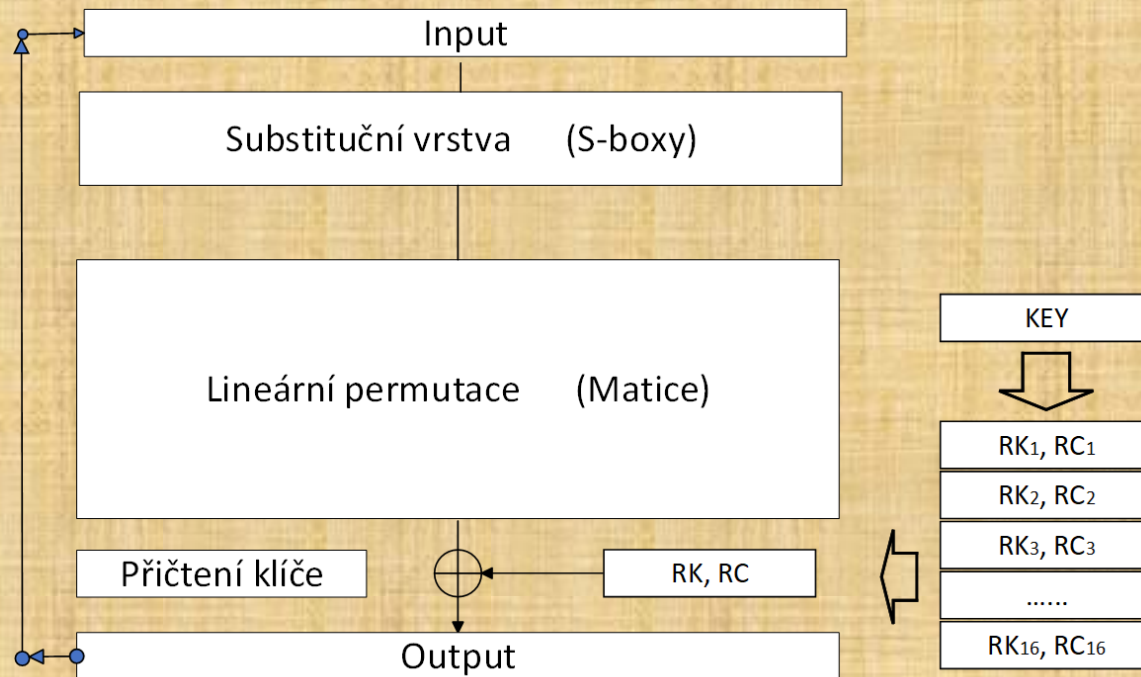 Input
Substituční vrstva (S-boxy)
Lineární permutace (Matice)
KEY
RK1, RC1
RK2, RC2
RK3, RC3
......
RK16, RC16
Přičtení klíče
RK, RC
Output